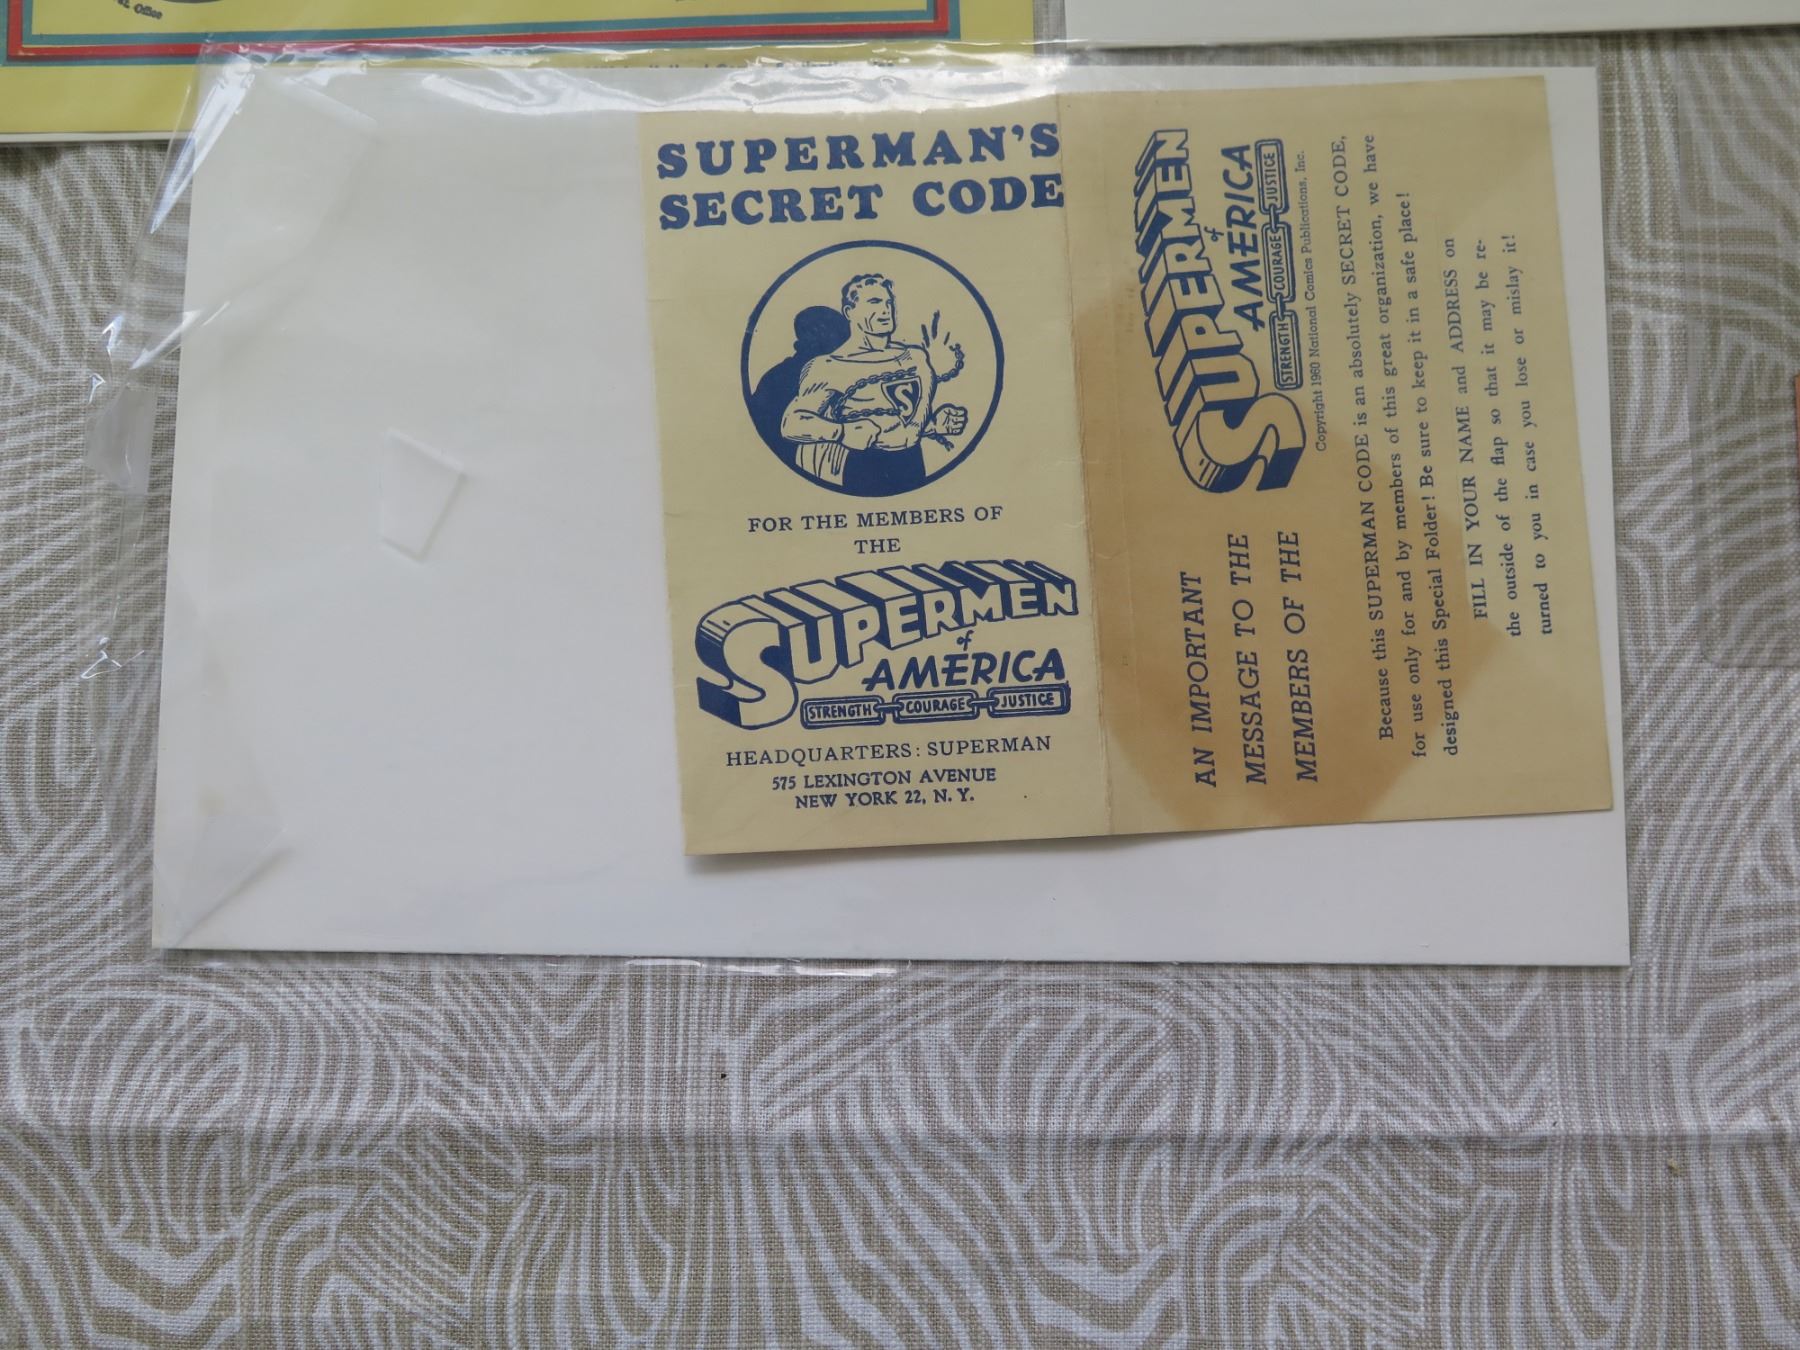 Office
SUPERMAN'S
SECRET CODE
S
FOR THE MEMBERS OF
THE
SUPERMEN
of
AMERICA
STRENGTH COURAGE JUSTICE
HEADQUARTERS: SUPERMAN
575 LEXINGTON AVENUE
NEW YORK 22, N. Y.
AN IMPORTANT
MESSAGE TO THE
MEMBERS OF THE
SUPERMEN
of
AMERICA
STRENGTH COURAGE JUSTICE
Copyright 1960 National Comics Publications, Inc.
Because this SUPERMAN CODE is an absolutely SECRET CODE,
for use only for and by members of this great organization, we have
designed this Special Folder! Be sure to keep it in a safe place!
FILL IN YOUR NAME and ADDRESS on
the outside of the flap so that it may be re-
turned to you in case you lose or mislay it!